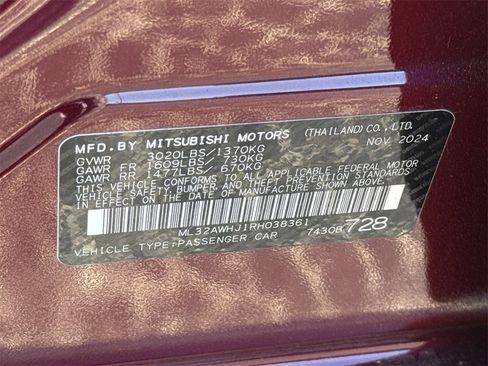 MFD.BY MITSUBISHI MOTORS (THAILAND) CO., LTD.
GVWR 3020LBS/1370KG NOV.2024
GAWR FR 1609LBS/ 730KG
GAWR RR 1477LBS/ 670KG
THIS VEHICLE CONFORMS TO ALL APPLICABLE FEDERAL MOTOR
VEHICLE SAFETY, BUMPER, AND THEFT PREVENTION STANDARDS IN
EFFECT ON THE DATE OF MANUFACTURE SHOWN ABOVE.
ML32AWHJ1RH038361
VEHICLE TYPE:PASSENGER CAR 7430B 728